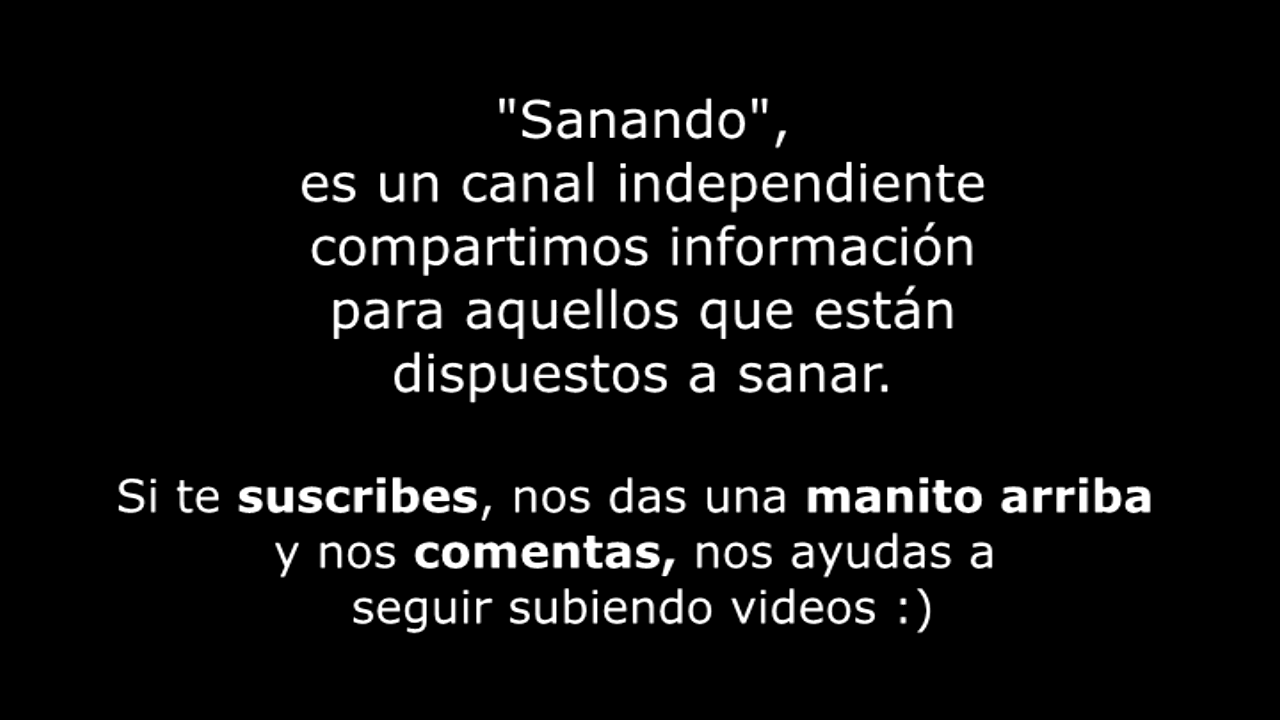 "Sanando",
es un canal independiente
compartimos información
para aquellos que están
dispuestos a sanar.
Si te suscribes, nos das una manito arriba
y nos comentas, nos ayudas a
seguir subiendo videos :)